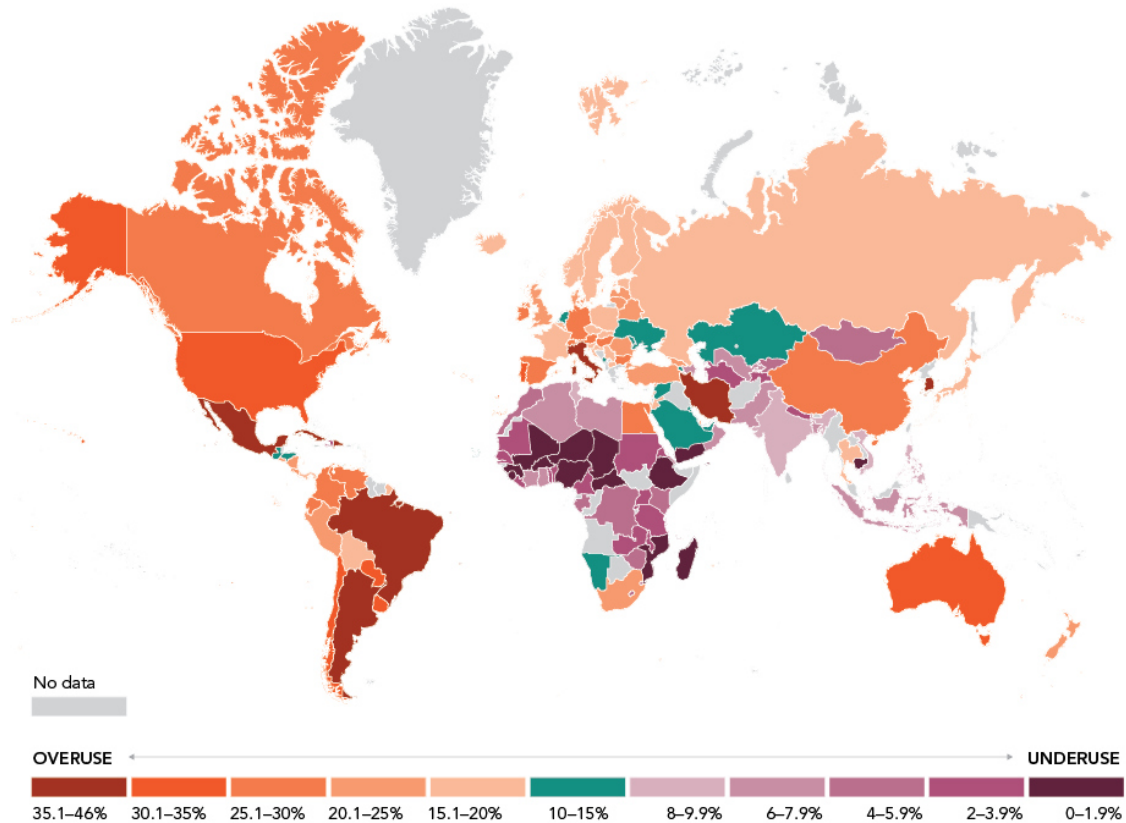 No data
OVERUSE UNDERUSE
35.1–46% 30.1–35% 25.1–30% 20.1–25% 15.1–20% 10–15% 8–9.9% 6–7.9% 4–5.9% 2–3.9% 0–1.9%